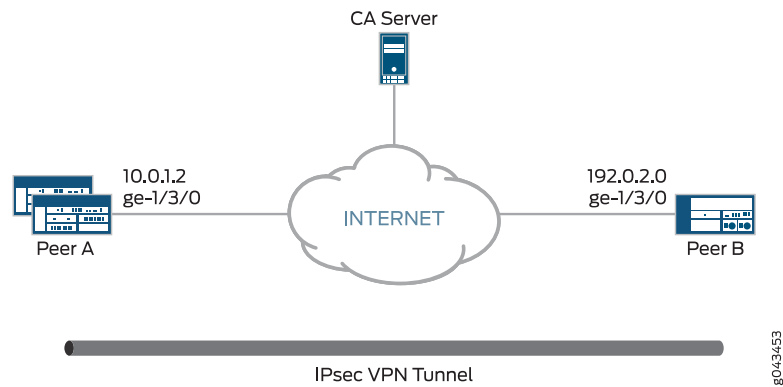 CA Server
10.0.1.2
ge-1/3/0
192.0.2.0
ge-1/3/0
INTERNET
Peer A
Peer B
IPsec VPN Tunnel
g043453